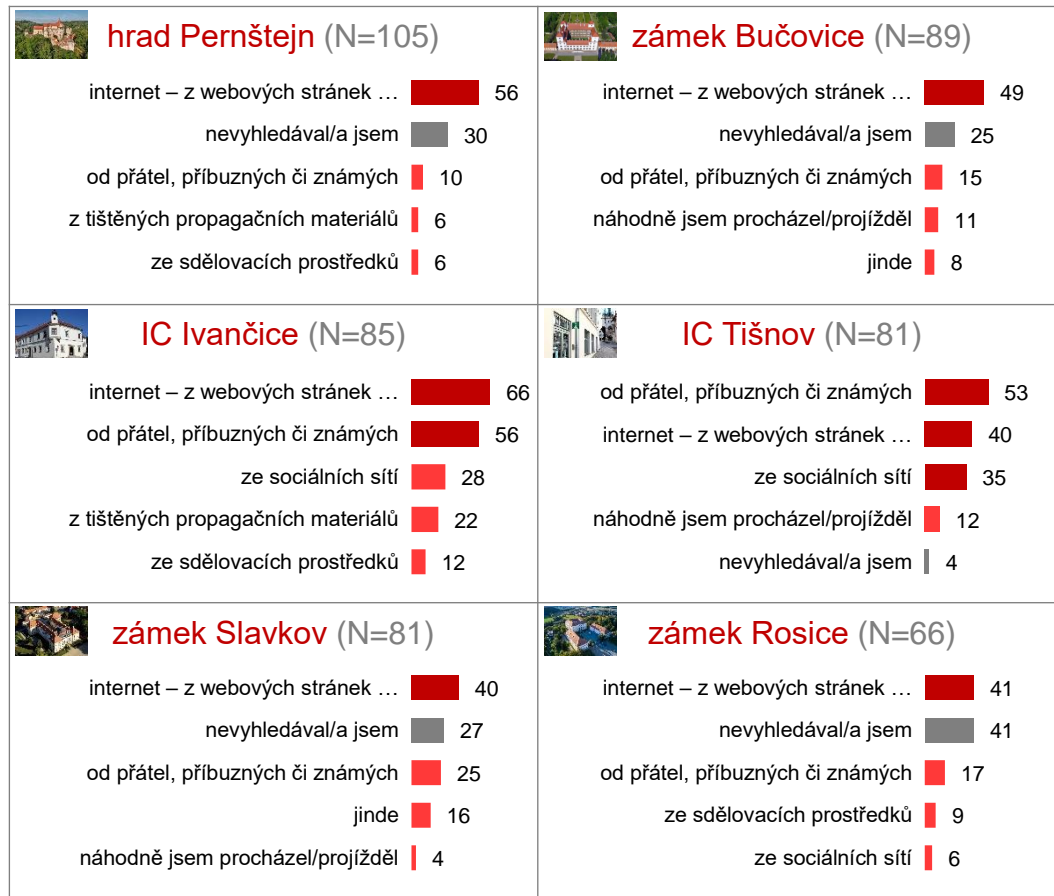 hrad Pernštejn (N=105)
internet – z webových stránek … 56
nevyhledával/a jsem 30
od přátel, příbuzných či známých 10
z tištěných propagačních materiálů 6
ze sdělovacích prostředků 6
zámek Bučovice (N=89)
internet – z webových stránek … 49
nevyhledával/a jsem 25
od přátel, příbuzných či známých 15
náhodně jsem procházel/projížděl 11
jinde 8
IC Ivančice (N=85)
internet – z webových stránek … 66
od přátel, příbuzných či známých 56
ze sociálních sítí 28
z tištěných propagačních materiálů 22
ze sdělovacích prostředků 12
IC Tišnov (N=81)
od přátel, příbuzných či známých 53
internet – z webových stránek … 40
ze sociálních sítí 35
náhodně jsem procházel/projížděl 12
nevyhledával/a jsem 4
zámek Slavkov (N=81)
internet – z webových stránek … 40
nevyhledával/a jsem 27
od přátel, příbuzných či známých 25
jinde 16
náhodně jsem procházel/projížděl 4
zámek Rosice (N=66)
internet – z webových stránek … 41
nevyhledával/a jsem 41
od přátel, příbuzných či známých 17
ze sdělovacích prostředků 9
ze sociálních sítí 6